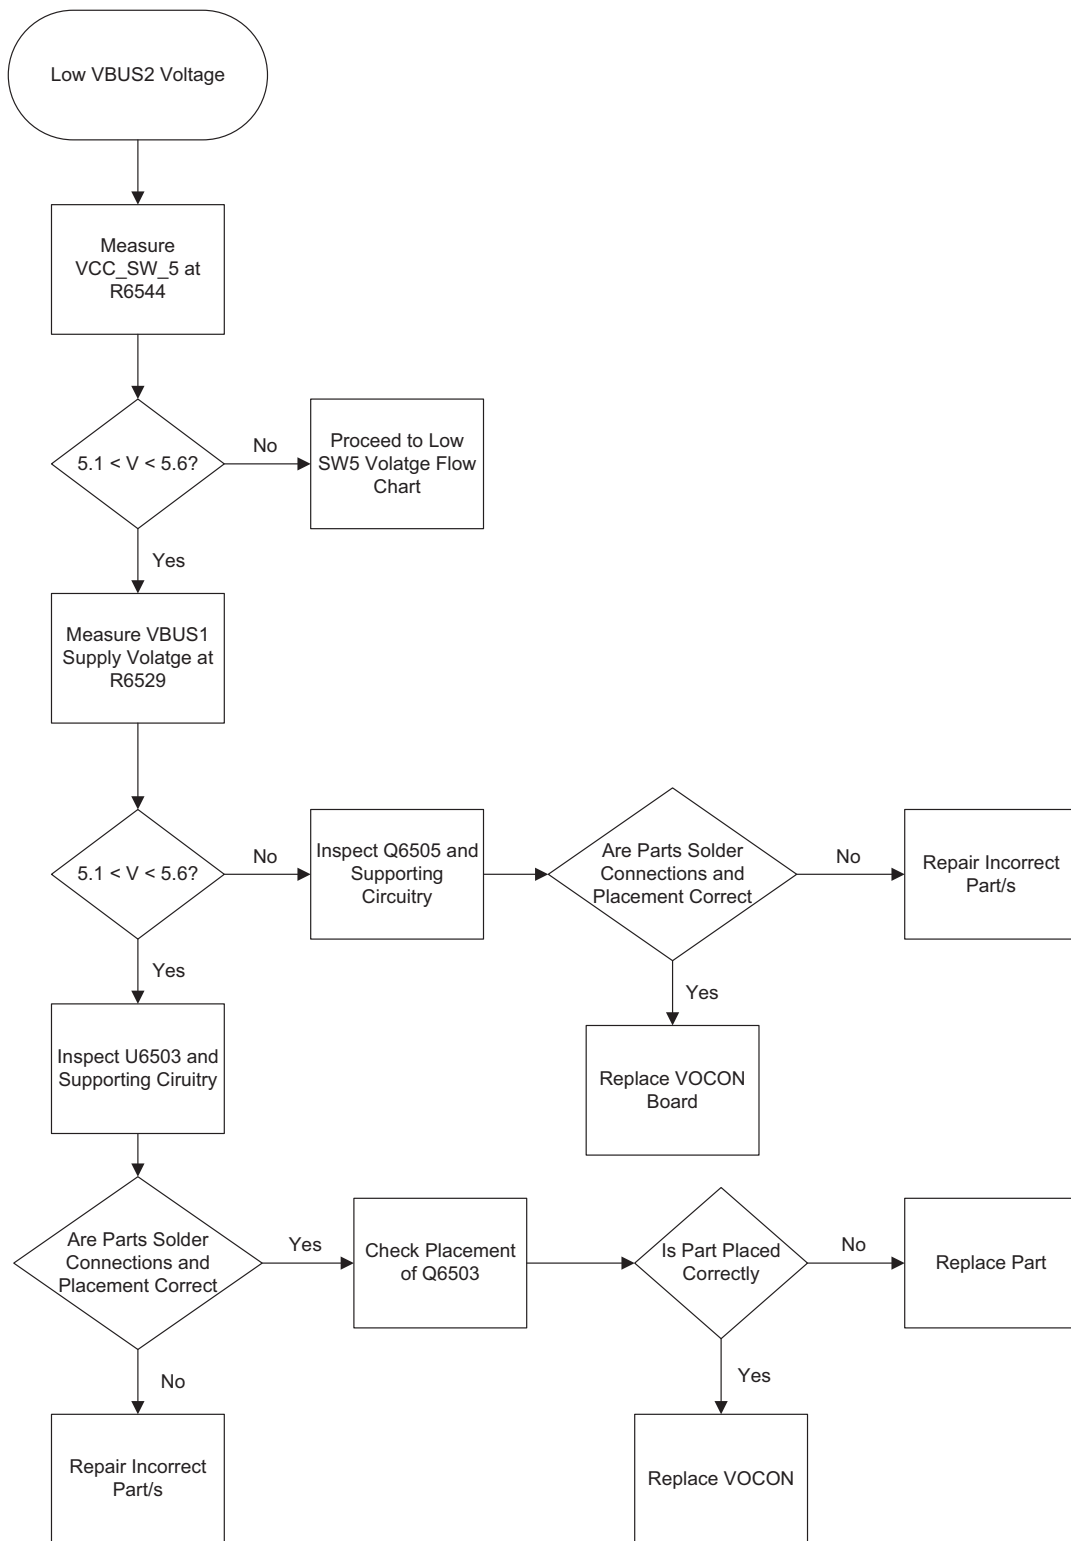 Low VBUS2 Voltage
Measure
VCC_SW_5 at
R6544
5.1 < V < 5.6?
No
Proceed to Low
SW5 Volatge Flow
Chart
Yes
Measure VBUS1
Supply Volatge at
R6529
5.1 < V < 5.6?
No
Inspect Q6505 and
Supporting
Circuitry
Are Parts Solder
Connections and
Placement Correct
No
Repair Incorrect
Part/s
Yes
Replace VOCON
Board
Yes
Inspect U6503 and
Supporting Ciruitry
Are Parts Solder
Connections and
Placement Correct
Yes
Check Placement
of Q6503
Is Part Placed
Correctly
No
Replace Part
Yes
Replace VOCON
No
Repair Incorrect
Part/s